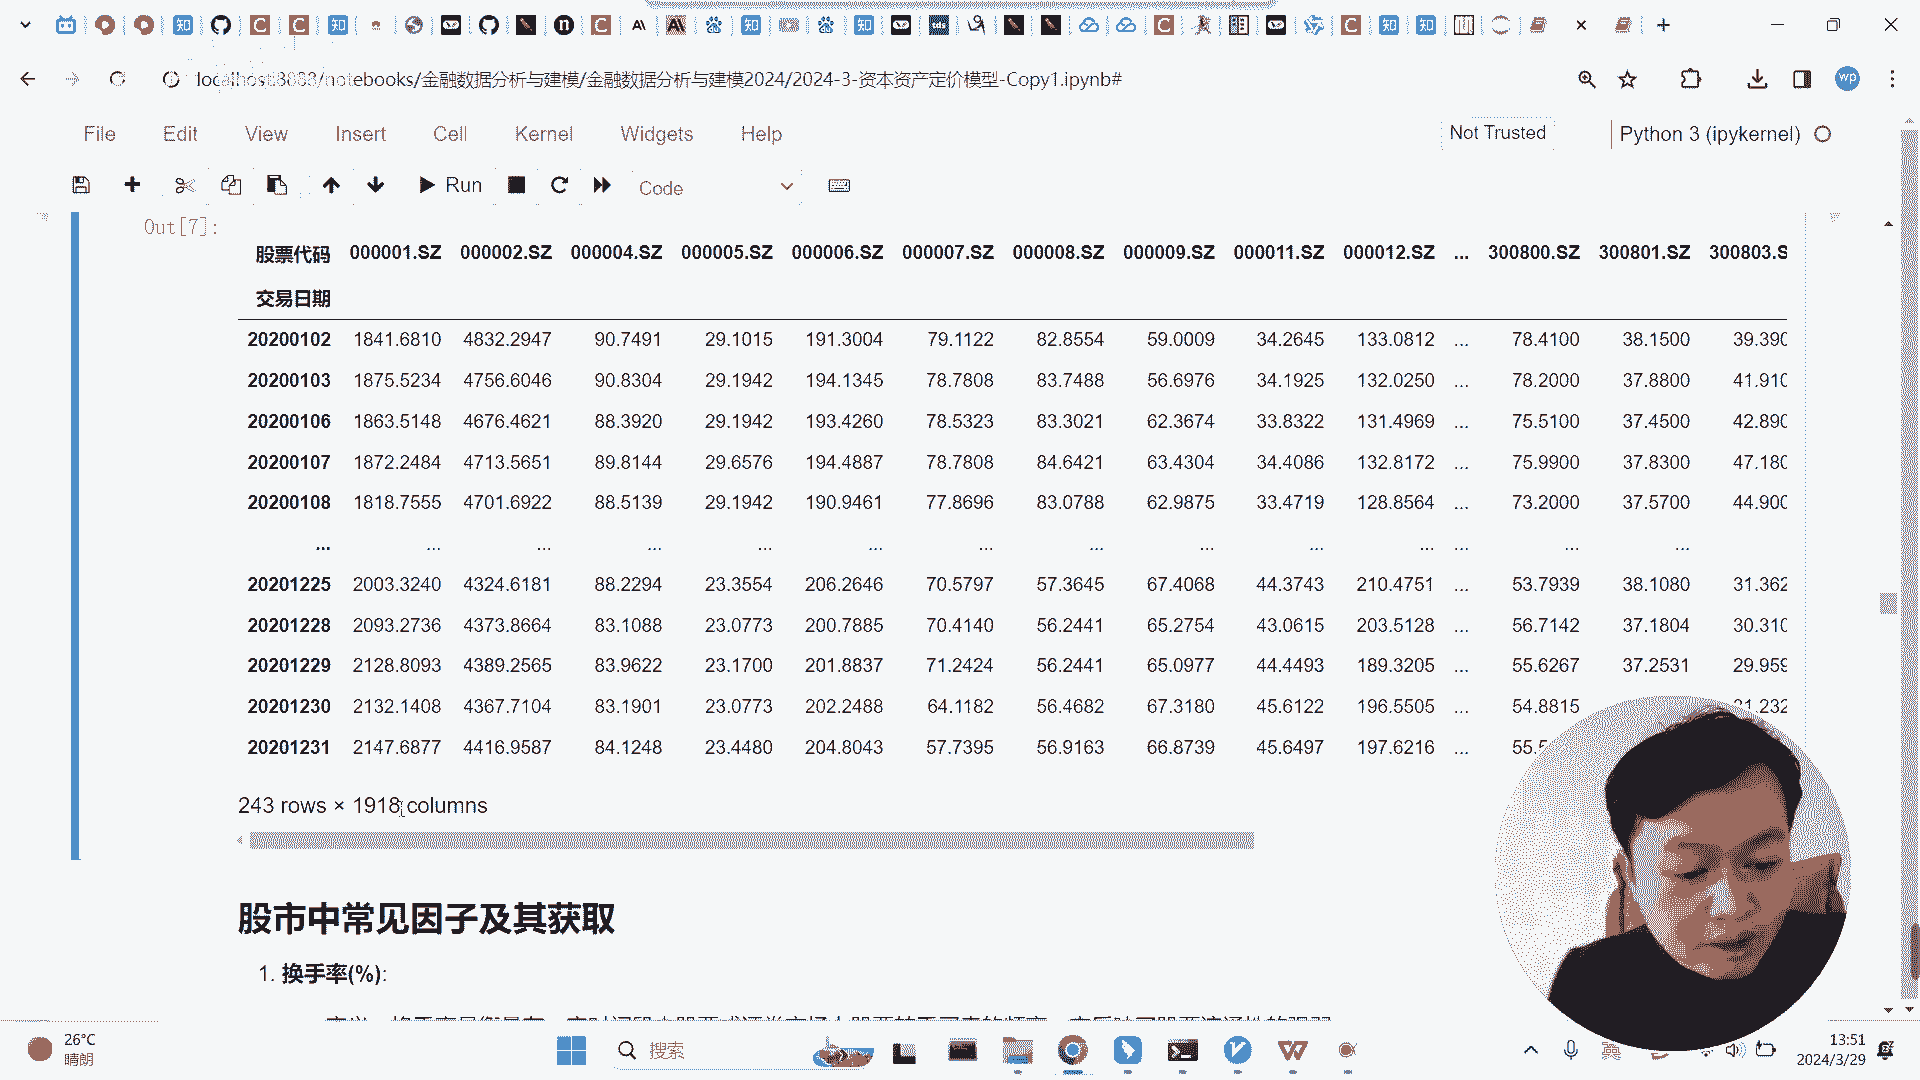 localhost:8888/notebooks/金融数据分析与建模/金融数据分析与建模2024/2024-3-资本资产定价模型-Copy1.ipynb#
File Edit View Insert Cell Kernel Widgets Help Not Trusted Python 3 (ipykernel)
Run Code
Out[7]:
股票代码 000001.SZ 000002.SZ 000004.SZ 000005.SZ 000006.SZ 000007.SZ 000008.SZ 000009.SZ 000011.SZ 000012.SZ ... 300800.SZ 300801.SZ 300803.S
交易日期
20200102 1841.6810 4832.2947 90.7491 29.1015 191.3004 79.1122 82.8554 59.0009 34.2645 133.0812 ... 78.4100 38.1500 39.390
20200103 1875.5234 4756.6046 90.8304 29.1942 194.1345 78.7808 83.7488 56.6976 34.1925 132.0250 ... 78.2000 37.8800 41.910
20200106 1863.5148 4676.4621 88.3920 29.1942 193.4260 78.5323 83.3021 62.3674 33.8322 131.4969 ... 75.5100 37.4500 42.890
20200107 1872.2484 4713.5651 89.8144 29.6576 194.4887 78.7808 84.6421 63.4304 34.4086 132.8172 ... 75.9900 37.8300 47.180
20200108 1818.7555 4701.6922 88.5139 29.1942 190.9461 77.8696 83.0788 62.9875 33.4719 128.8564 ... 73.2000 37.5700 44.900
... ... ... ... ... ... ... ... ... ... ... ... ... ...
20201225 2003.3240 4324.6181 88.2294 23.3554 206.2646 70.5797 57.3645 67.4068 44.3743 210.4751 ... 53.7939 38.1080 31.362
20201228 2093.2736 4373.8664 83.1088 23.0773 200.7885 70.4140 56.2441 65.2754 43.0615 203.5128 ... 56.7142 37.1804 30.310
20201229 2128.8093 4389.2565 83.9622 23.1700 201.8837 71.2424 56.2441 65.0977 44.4493 189.3205 ... 55.6267 37.2531 29.959
20201230 2132.1408 4367.7104 83.1901 23.0773 202.2488 64.1182 56.4682 67.3180 45.6122 196.5505 ... 54.8815
20201231 2147.6877 4416.9587 84.1248 23.4480 204.8043 57.7395 56.9163 66.8739 45.6497 197.6216 ...
243 rows × 1918 columns
股市中常见因子及其获取
1. 换手率(%):
26°C
晴朗
搜索
英
13:51
2024/3/29